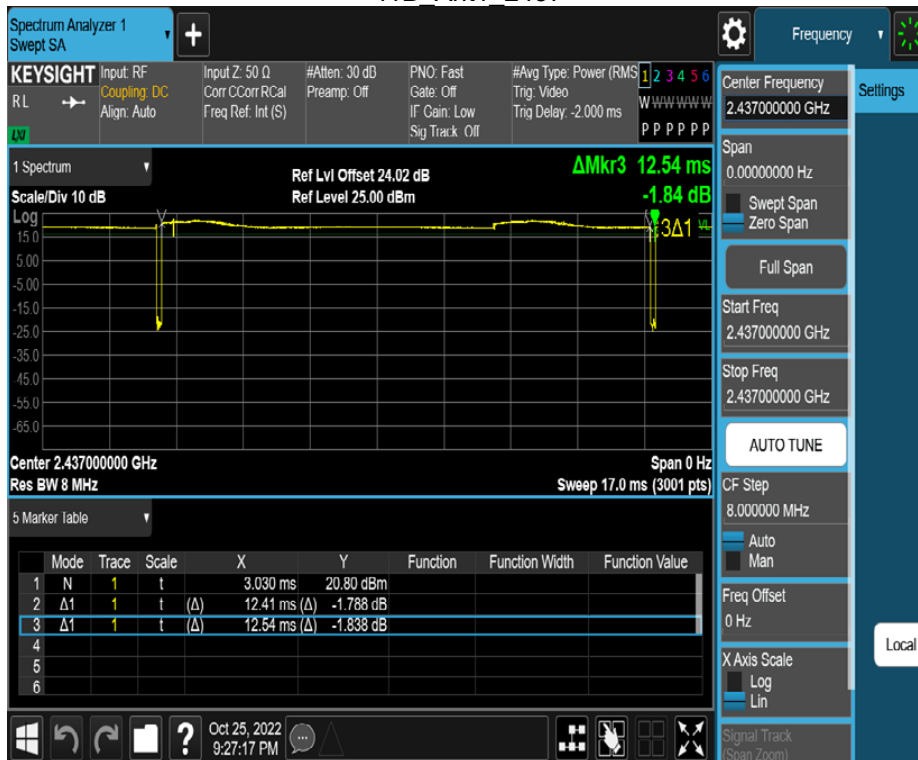 Spectrum Analyzer 1
Swept SA
+
Frequency
KEYSIGHT
RL
LXI
Input: RF
Coupling: DC
Align: Auto
Input Z: 50 Ω
Corr CCorr RCal
Freq Ref: Int (S)
#Atten: 30 dB
Preamp: Off
PNO: Fast
Gate: Off
IF Gain: Low
Sig Track: Off
#Avg Type: Power (RMS
Trig: Video
Trig Delay: -2.000 ms
1 2 3 4 5 6
W W W W W W
P P P P P P
1 Spectrum
Scale/Div 10 dB
Ref Lvl Offset 24.02 dB
Ref Level 25.00 dBm
ΔMkr3 12.54 ms
-1.84 dB
Log
15.0
5.00
-5.00
-15.0
-25.0
-35.0
-45.0
-55.0
-65.0
3Δ1
Center 2.437000000 GHz
Span 0 Hz
Res BW 8 MHz
Sweep 17.0 ms (3001 pts)
5 Marker Table
Mode Trace Scale X Y Function Function Width Function Value
1 N 1 t 3.030 ms 20.80 dBm
2 Δ1 1 t (Δ) 12.41 ms (Δ) -1.788 dB
3 Δ1 1 t (Δ) 12.54 ms (Δ) -1.838 dB
4
5
6
?
Oct 25, 2022
9:27:17 PM
Center Frequency
2.437000000 GHz
Span
0.00000000 Hz
Swept Span
Zero Span
Full Span
Start Freq
2.437000000 GHz
Stop Freq
2.437000000 GHz
AUTO TUNE
CF Step
8.000000 MHz
Auto
Man
Freq Offset
0 Hz
X Axis Scale
Log
Lin
Signal Track
(Span Zoom)
Settings
Local